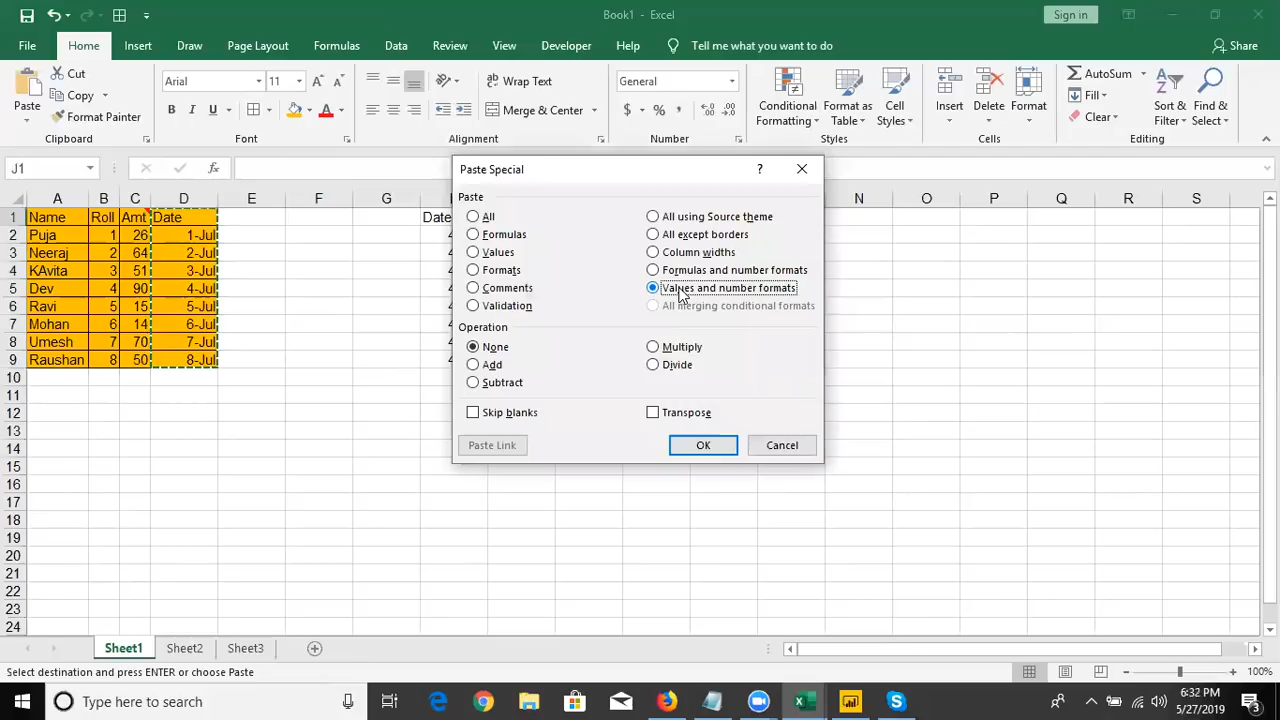 Book1 - Excel
Sign in
File Home Insert Draw Page Layout Formulas Data Review View Developer Help Tell me what you want to do Share
Paste
Cut
Copy
Format Painter
Clipboard
Arial 11
B I U
Font
Wrap Text
Merge & Center
Alignment
General
$ % ,
Number
Conditional Formatting
Format as Table
Cell Styles
Styles
Insert
Delete
Format
Cells
AutoSum
Fill
Clear
Sort & Filter
Find & Select
Editing
J1
fx
A B C D E F G N O P Q R S
1 Name Roll Amt Date Date
2 Puja 1 26 1-Jul
3 Neeraj 2 64 2-Jul
4 KAvita 3 51 3-Jul
5 Dev 4 90 4-Jul
6 Ravi 5 15 5-Jul
7 Mohan 6 14 6-Jul
8 Umesh 7 70 7-Jul
9 Raushan 8 50 8-Jul
10
11
12
13
14
15
16
17
18
19
20
21
22
23
24
Paste Special
?
Paste
All
All using Source theme
Formulas
All except borders
Values
Column widths
Formats
Formulas and number formats
Comments
Values and number formats
Validation
All merging conditional formats
Operation
None
Multiply
Add
Divide
Subtract
Skip blanks
Transpose
Paste Link
OK
Cancel
Sheet1 Sheet2 Sheet3
Select destination and press ENTER or choose Paste
100%
Type here to search
6:32 PM
5/27/2019
3